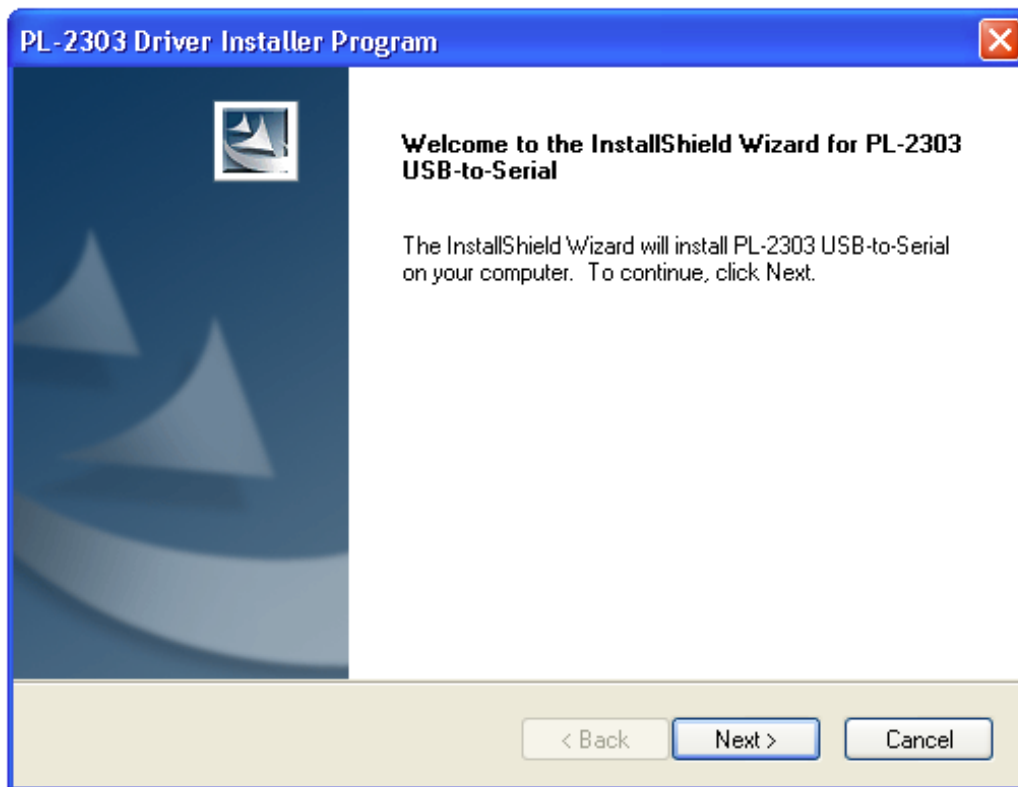 PL-2303 Driver Installer Program
Welcome to the InstallShield Wizard for PL-2303
USB-to-Serial
The InstallShield Wizard will install PL-2303 USB-to-Serial
on your computer.  To continue, click Next.
< Back
Next >
Cancel